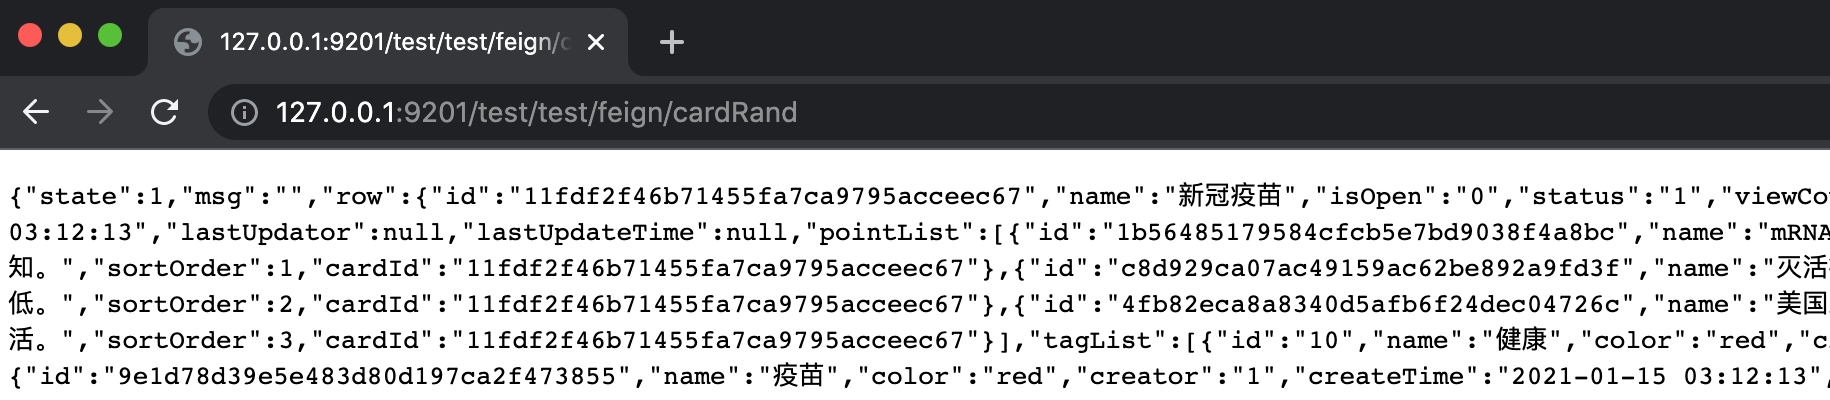 127.0.0.1:9201/test/test/feign/c
127.0.0.1:9201/test/test/feign/cardRand
{"state":1,"msg":"","row":{"id":"11fdf2f46b71455fa7ca9795acceec67","name":"新冠疫苗","isOpen":"0","status":"1","viewCo
03:12:13","lastUpdator":null,"lastUpdateTime":null,"pointList":[{"id":"1b56485179584cfcb5e7bd9038f4a8bc","name":"mRNA
知。","sortOrder":1,"cardId":"11fdf2f46b71455fa7ca9795acceec67"},{"id":"c8d929ca07ac49159ac62be892a9fd3f","name":"灭活
低。","sortOrder":2,"cardId":"11fdf2f46b71455fa7ca9795acceec67"},{"id":"4fb82eca8a8340d5afb6f24dec04726c","name":"美国
活。","sortOrder":3,"cardId":"11fdf2f46b71455fa7ca9795acceec67"}],"tagList":[{"id":"10","name":"健康","color":"red","c
{"id":"9e1d78d39e5e483d80d197ca2f473855","name":"疫苗","color":"red","creator":"1","createTime":"2021-01-15 03:12:13",